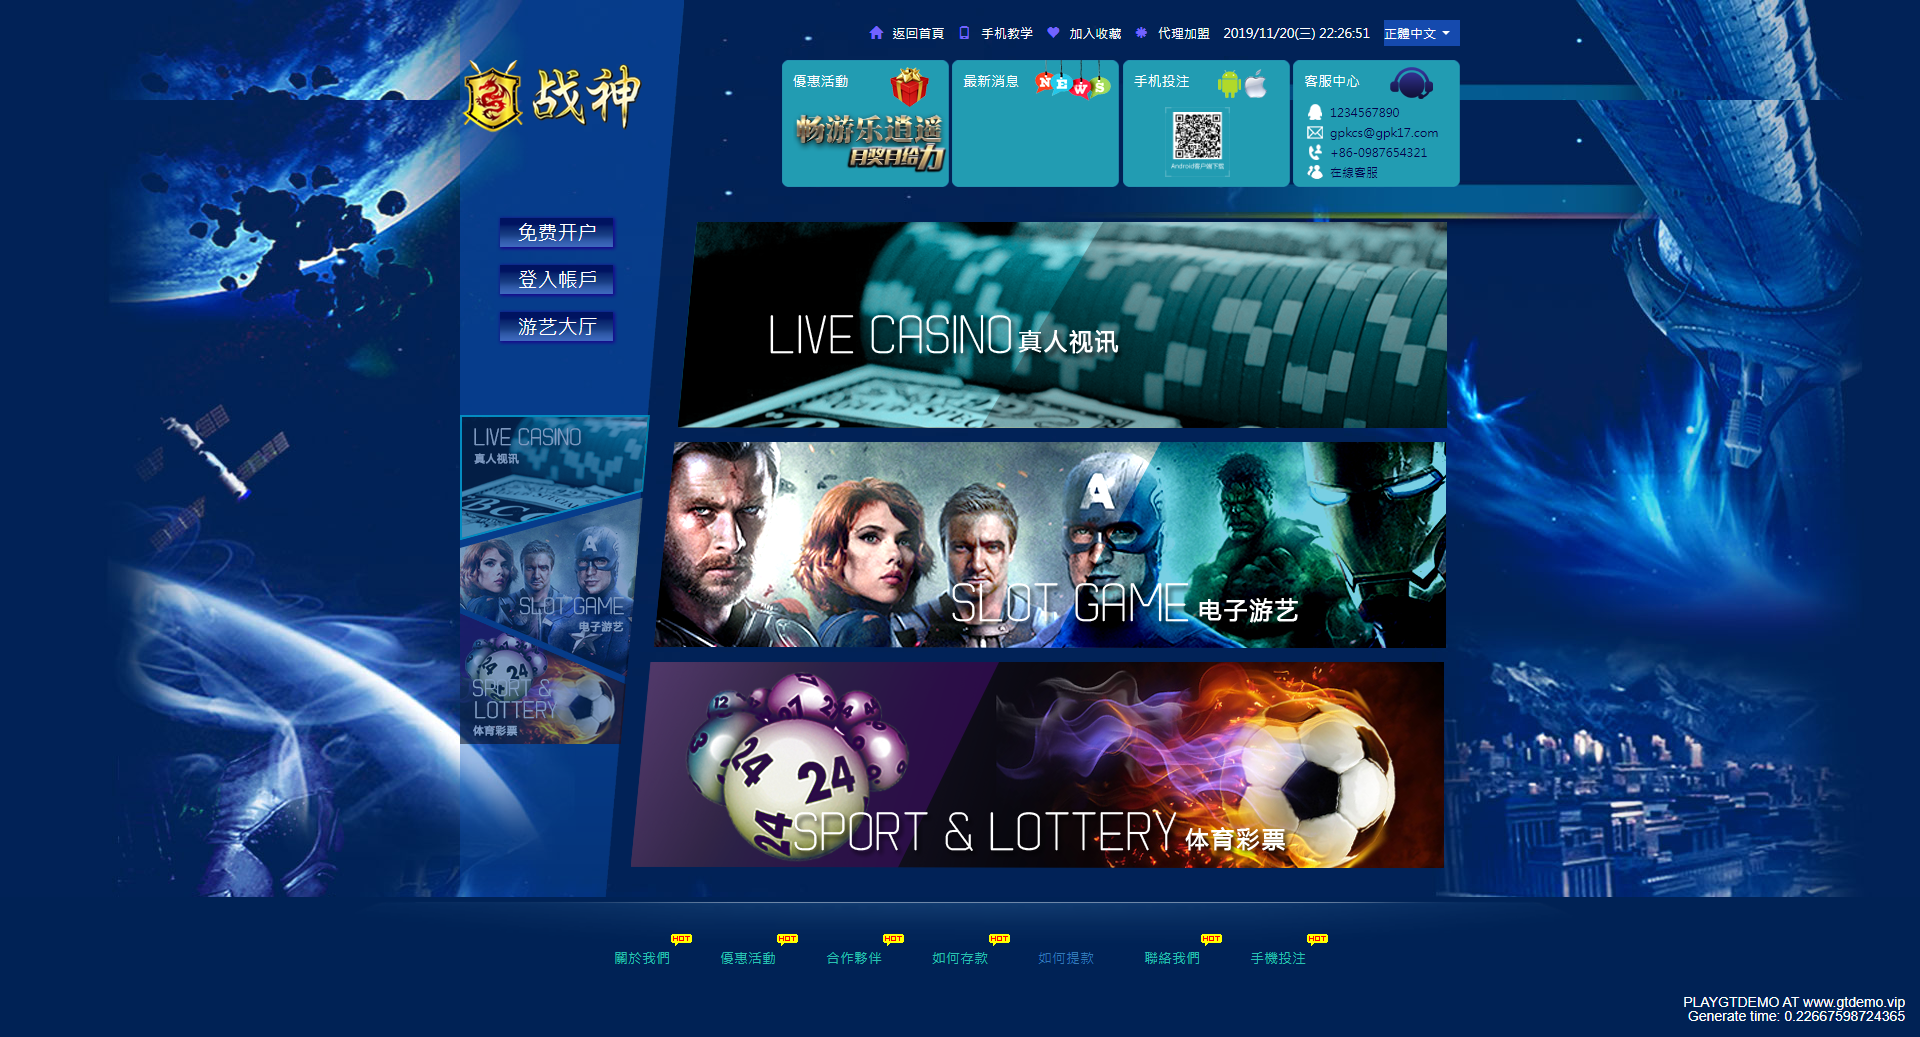 返回首頁 手机教学 加入收藏 代理加盟 2019/11/20(三) 22:26:51 正體中文
战神
優惠活動
畅游乐逍遥
月奖月给力
最新消息
NEWS
手机投注
Android客户端下载
客服中心
1234567890
gpkcs@gpk17.com
+86-0987654321
在線客服
免费开户
登入帳戶
游艺大厅
LIVE CASINO
真人视讯
SLOT GAME
电子游艺
24 24
SPORT &
LOTTERY
体育彩票
LIVE CASINO 真人视讯
A
SLOT GAME 电子游艺
12 07
24 24
24
SPORT & LOTTERY 体育彩票
HOT HOT HOT HOT HOT HOT
關於我們 優惠活動 合作夥伴 如何存款 如何提款 聯絡我們 手機投注
PLAYGTDEMO AT www.gtdemo.vip
Generate time: 0.22667598724365